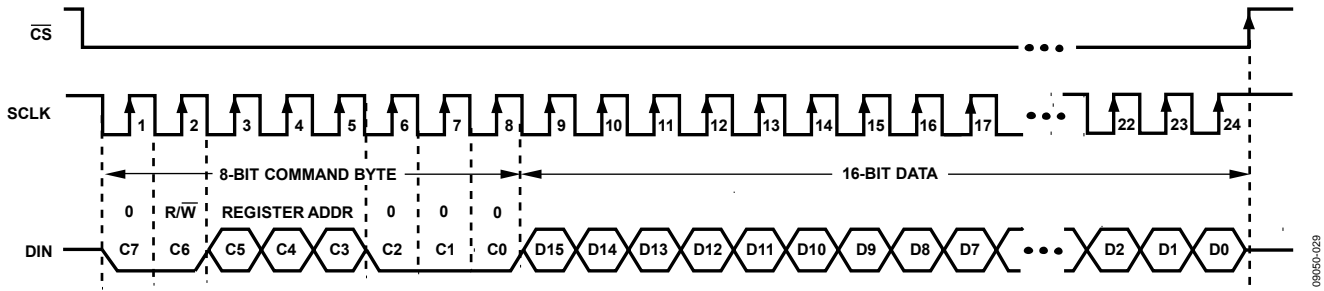 CS
SCLK
1 2 3 4 5 6 7 8 9 10 11 12 13 14 15 16 17 22 23 24
8-BIT COMMAND BYTE 16-BIT DATA
0 R/W REGISTER ADDR 0 0 0
DIN C7 C6 C5 C4 C3 C2 C1 C0 D15 D14 D13 D12 D11 D10 D9 D8 D7 D2 D1 D0
09050-029